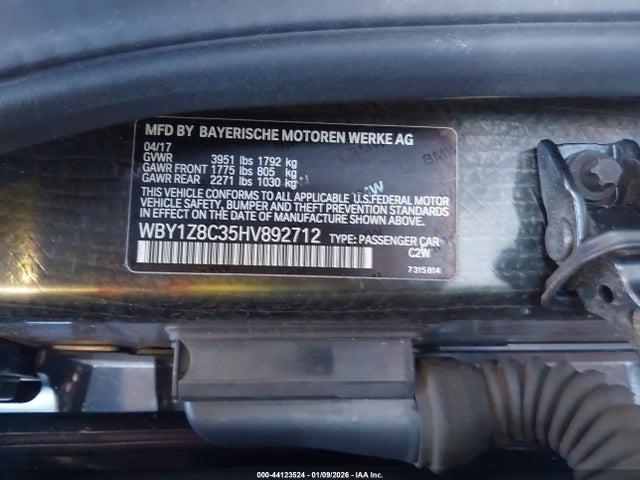 MFD BY BAYERISCHE MOTOREN WERKE AG
04/17
GVWR 3951 lbs 1792 kg
GAWR FRONT 1775 lbs 805 kg
GAWR REAR 2271 lbs 1030 kg
THIS VEHICLE CONFORMS TO ALL APPLICABLE U.S.FEDERAL MOTOR
VEHICLE SAFETY, BUMPER, AND THEFT PREVENTION STANDARDS
IN EFFECT ON THE DATE OF MANUFACTURE SHOWN ABOVE.
WBY1Z8C35HV892712 TYPE: PASSENGER CAR
C2W
7 315 814
000-44123524 - 01/09/2026 - IAA Inc.